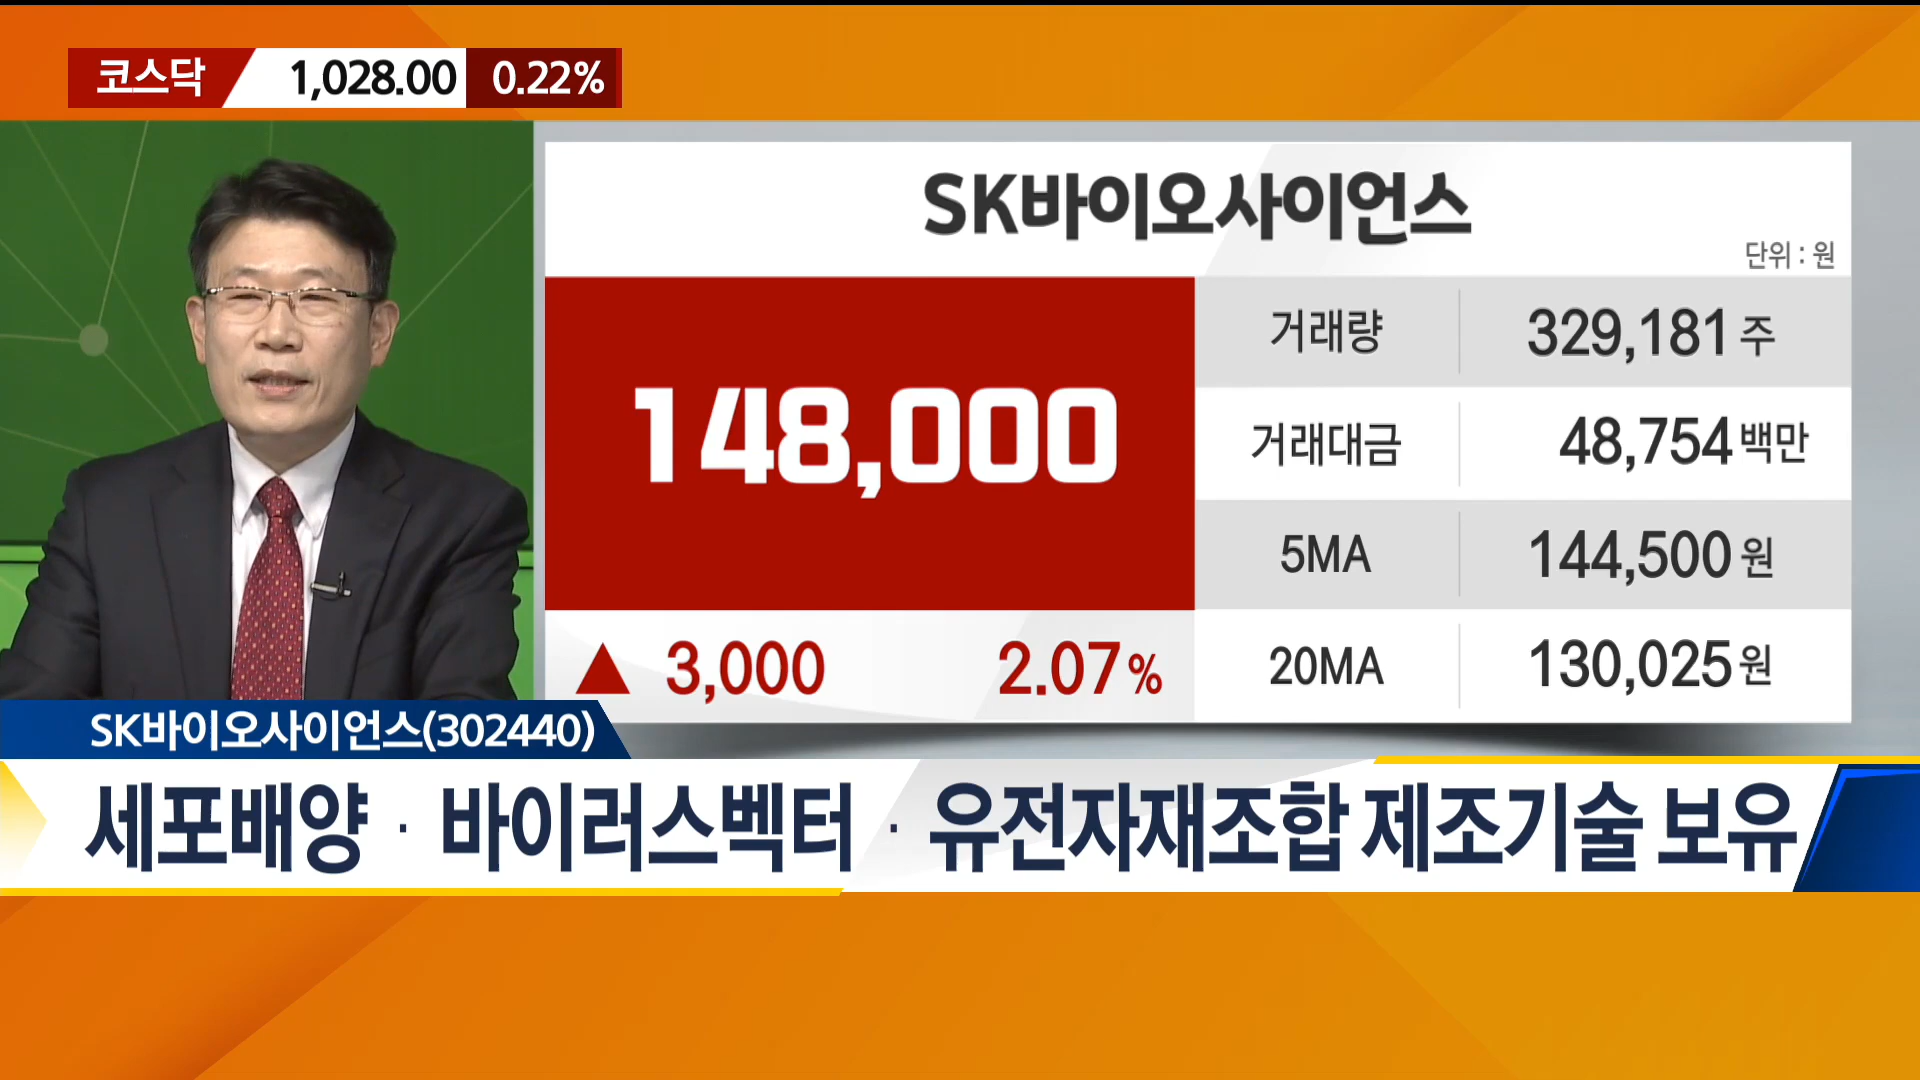 코스닥 1,028.00 0.22%
SK바이오사이언스
단위 : 원
148,000
▲ 3,000 2.07%
거래량 329,181 주
거래대금 48,754 백만
5MA 144,500 원
20MA 130,025 원
SK바이오사이언스(302440)
세포배양 · 바이러스벡터 · 유전자재조합 제조기술 보유